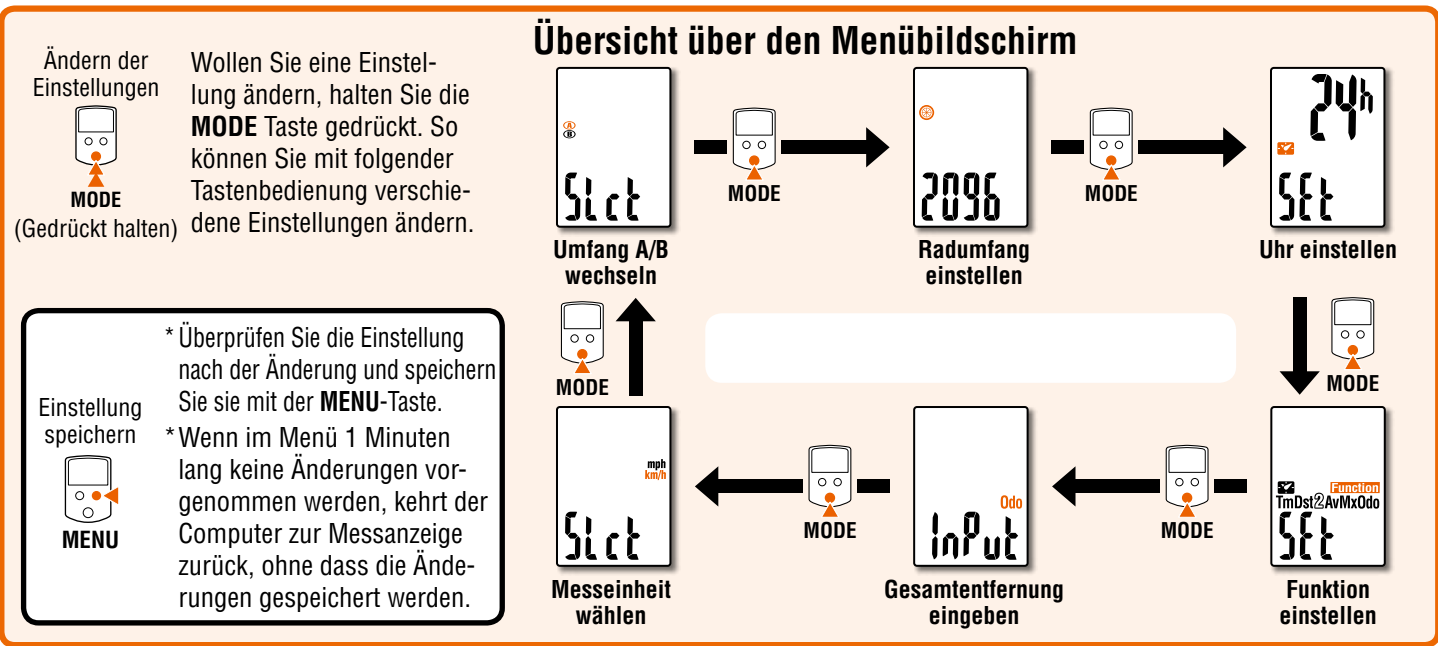 Übersicht über den Menübildschirm
Ändern der
Einstellungen
MODE
(Gedrückt halten)
Wollen Sie eine Einstel-
lung ändern, halten Sie die
MODE Taste gedrückt. So
können Sie mit folgender
Tastenbedienung verschie-
dene Einstellungen ändern.
A
B
SLct
Umfang A/B
wechseln
MODE
2096
Radumfang
einstellen
MODE
24h
SEt
Uhr einstellen
MODE
Function
TmDst2AvMxOdo
SEt
Funktion
einstellen
MODE
Odo
InPut
Gesamtentfernung
eingeben
MODE
mph
km/h
SLct
Messeinheit
wählen
MODE
Einstellung
speichern
MENU
* Überprüfen Sie die Einstellung
nach der Änderung und speichern
Sie sie mit der MENU-Taste.
* Wenn im Menü 1 Minuten
lang keine Änderungen vor-
genommen werden, kehrt der
Computer zur Messanzeige
zurück, ohne dass die Ände-
rungen gespeichert werden.